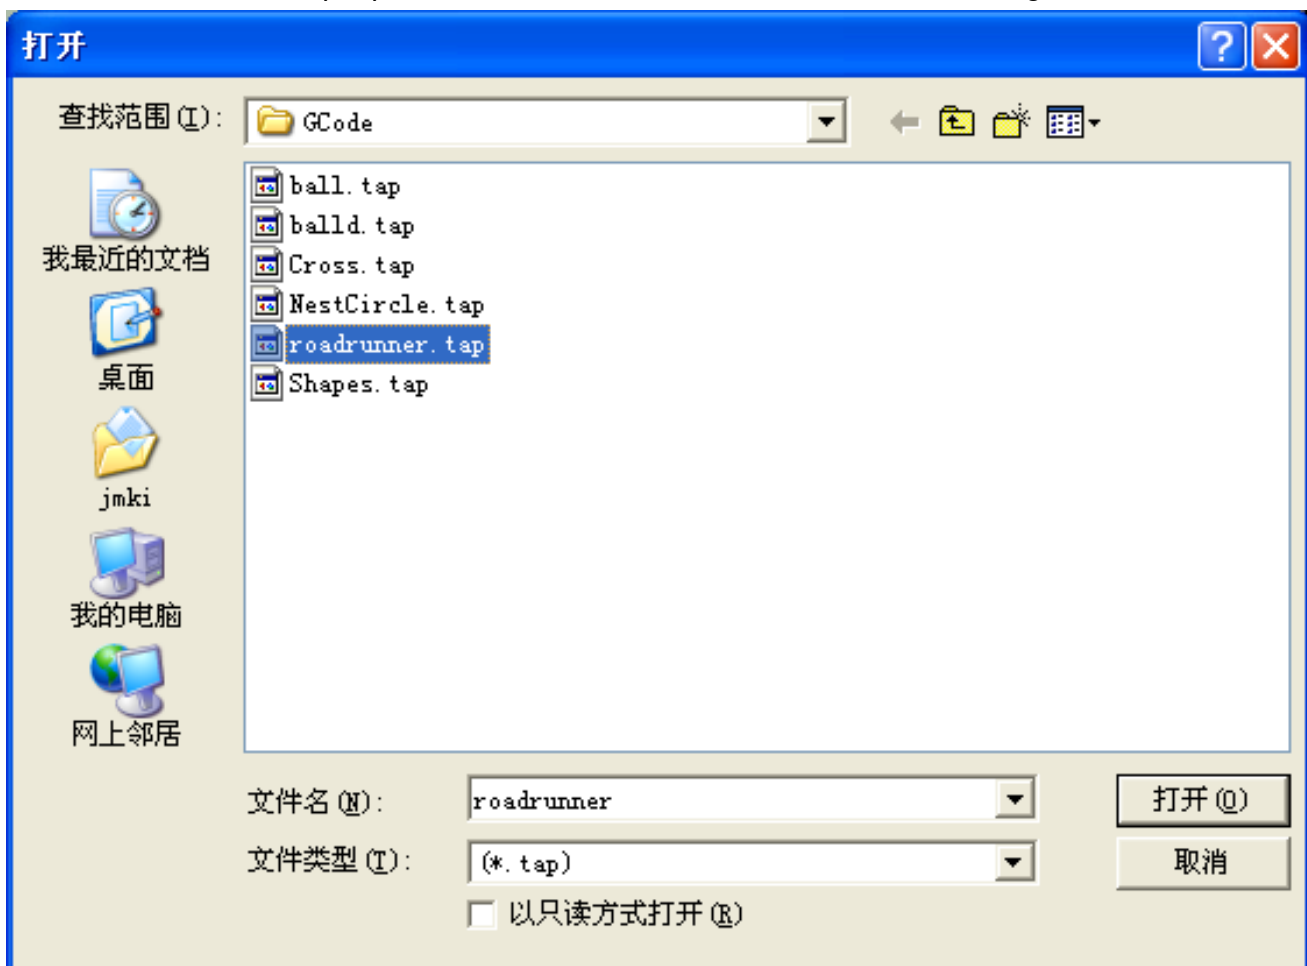 打开
查找范围(I):
GCode
ball.tap
balld.tap
Cross.tap
NestCircle.tap
roadrunner.tap
Shapes.tap
我最近的文档
桌面
jmki
我的电脑
网上邻居
文件名(N):
roadrunner
打开(O)
文件类型(T):
(*.tap)
取消
以只读方式打开(R)